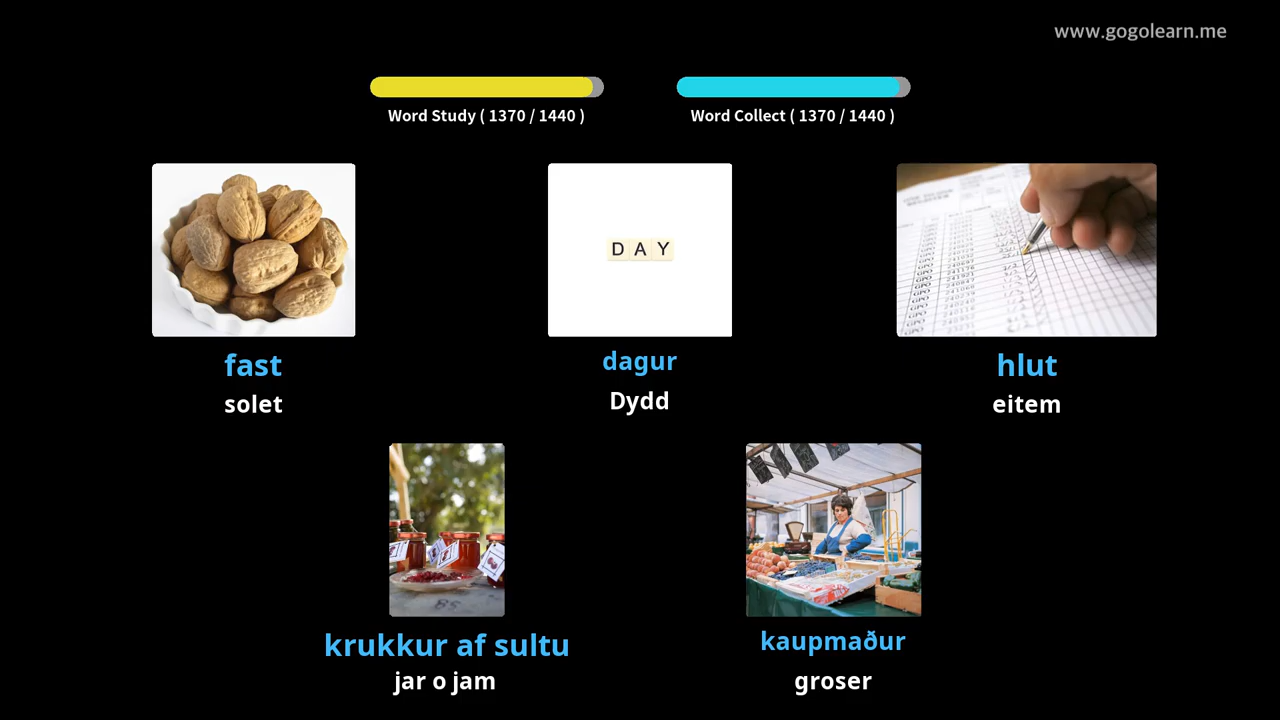 www.gogolearn.me
Word Study ( 1370 / 1440 )
Word Collect ( 1370 / 1440 )
D A Y
fast
solet
dagur
Dydd
hlut
eitem
krukkur af sultu
jar o jam
kaupmaður
groser